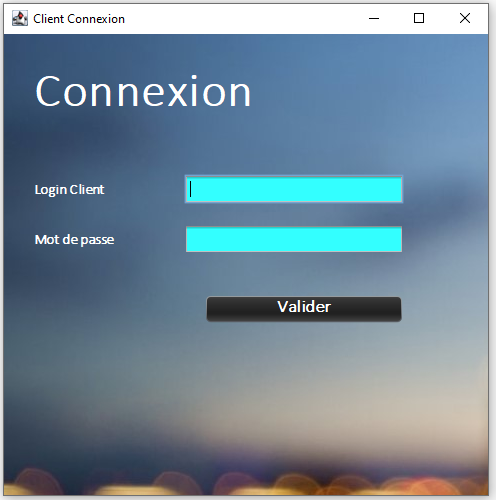 Client Connexion
Connexion
Login Client
Mot de passe
Valider